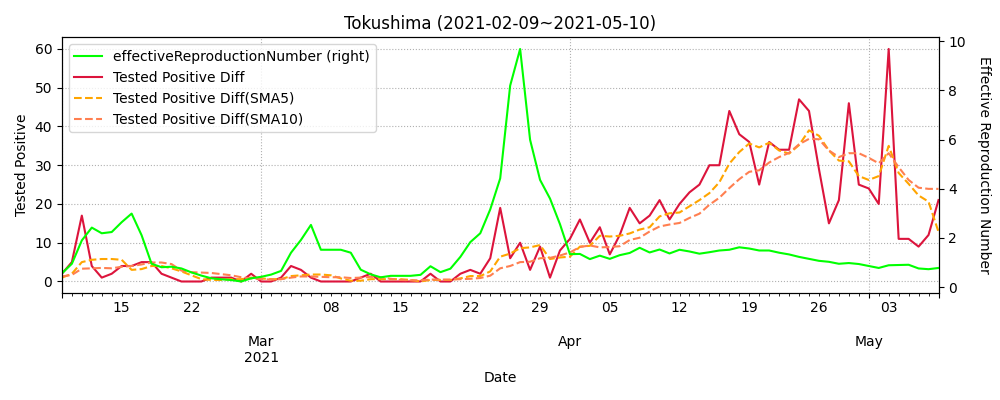 Tokushima (2021-02-09~2021-05-10)
effectiveReproductionNumber (right)
Tested Positive Diff
Tested Positive Diff(SMA5)
Tested Positive Diff(SMA10)
Tested Positive
60
50
40
30
20
10
0
Effective Reproduction Number
10
8
6
4
2
0
15 22 08 15 22 29 05 12 19 26 03
Mar Apr May
2021
Date